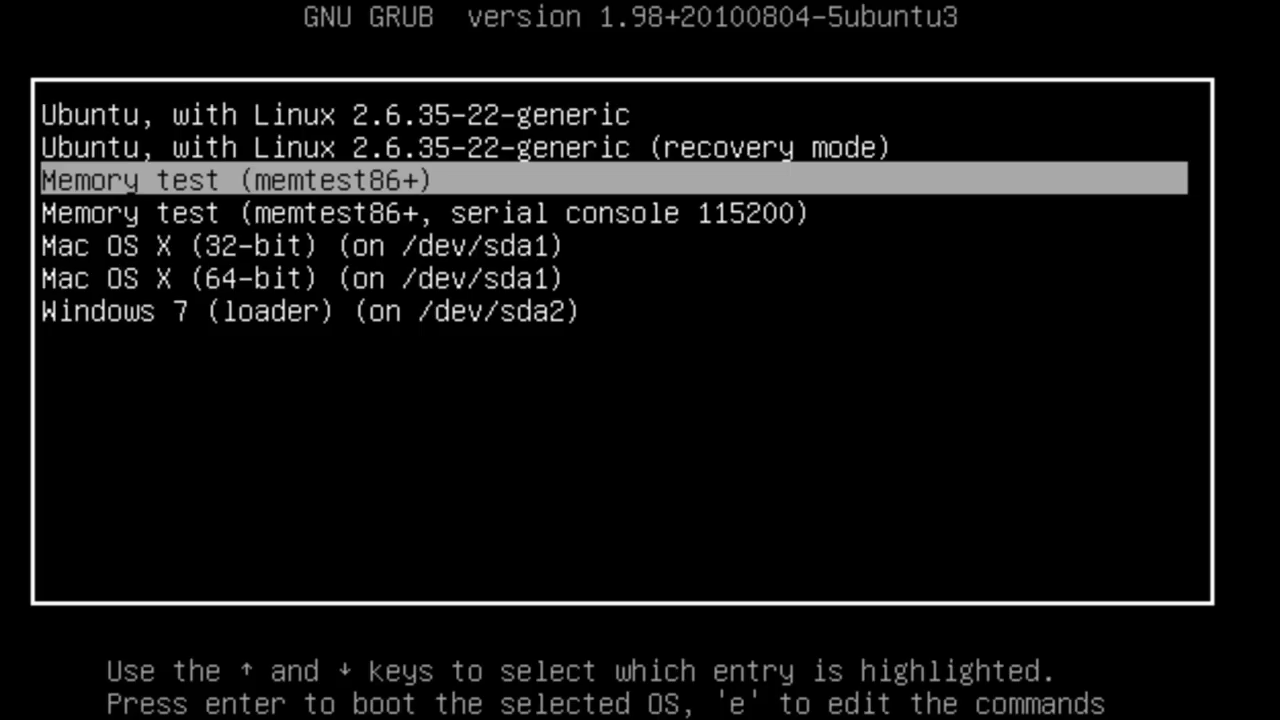 GNU GRUB  version 1.98+20100804-5ubuntu3
Ubuntu, with Linux 2.6.35-22-generic
Ubuntu, with Linux 2.6.35-22-generic (recovery mode)
Memory test (memtest86+)
Memory test (memtest86+, serial console 115200)
Mac OS X (32-bit) (on /dev/sda1)
Mac OS X (64-bit) (on /dev/sda1)
Windows 7 (loader) (on /dev/sda2)
Use the ↑ and ↓ keys to select which entry is highlighted.
Press enter to boot the selected OS, 'e' to edit the commands